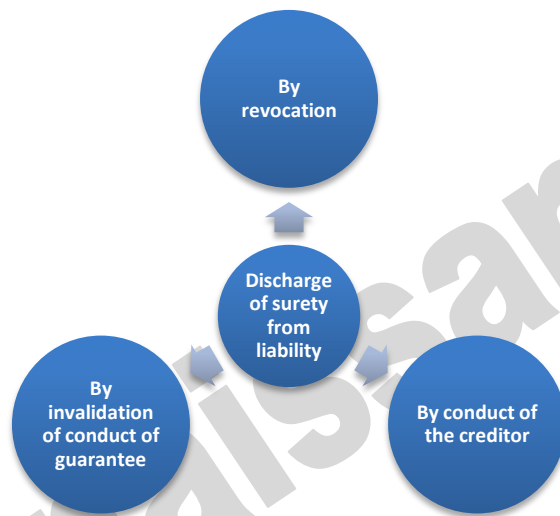 By
revocation
Discharge
of surety
from
liability
By
invalidation
of conduct of
guarantee
By conduct of
the creditor